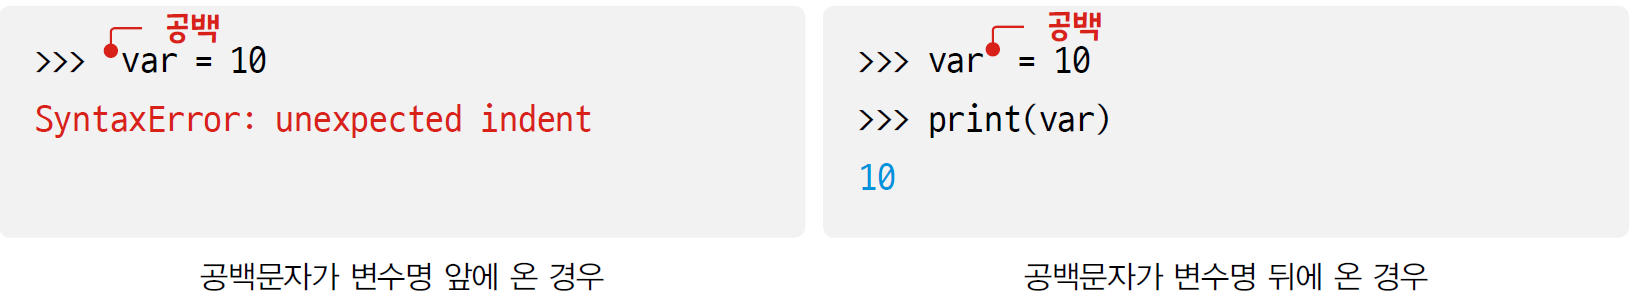 공백
>>>  var = 10
SyntaxError: unexpected indent
공백문자가 변수명 앞에 온 경우
공백
>>> var  = 10
>>> print(var)
10
공백문자가 변수명 뒤에 온 경우